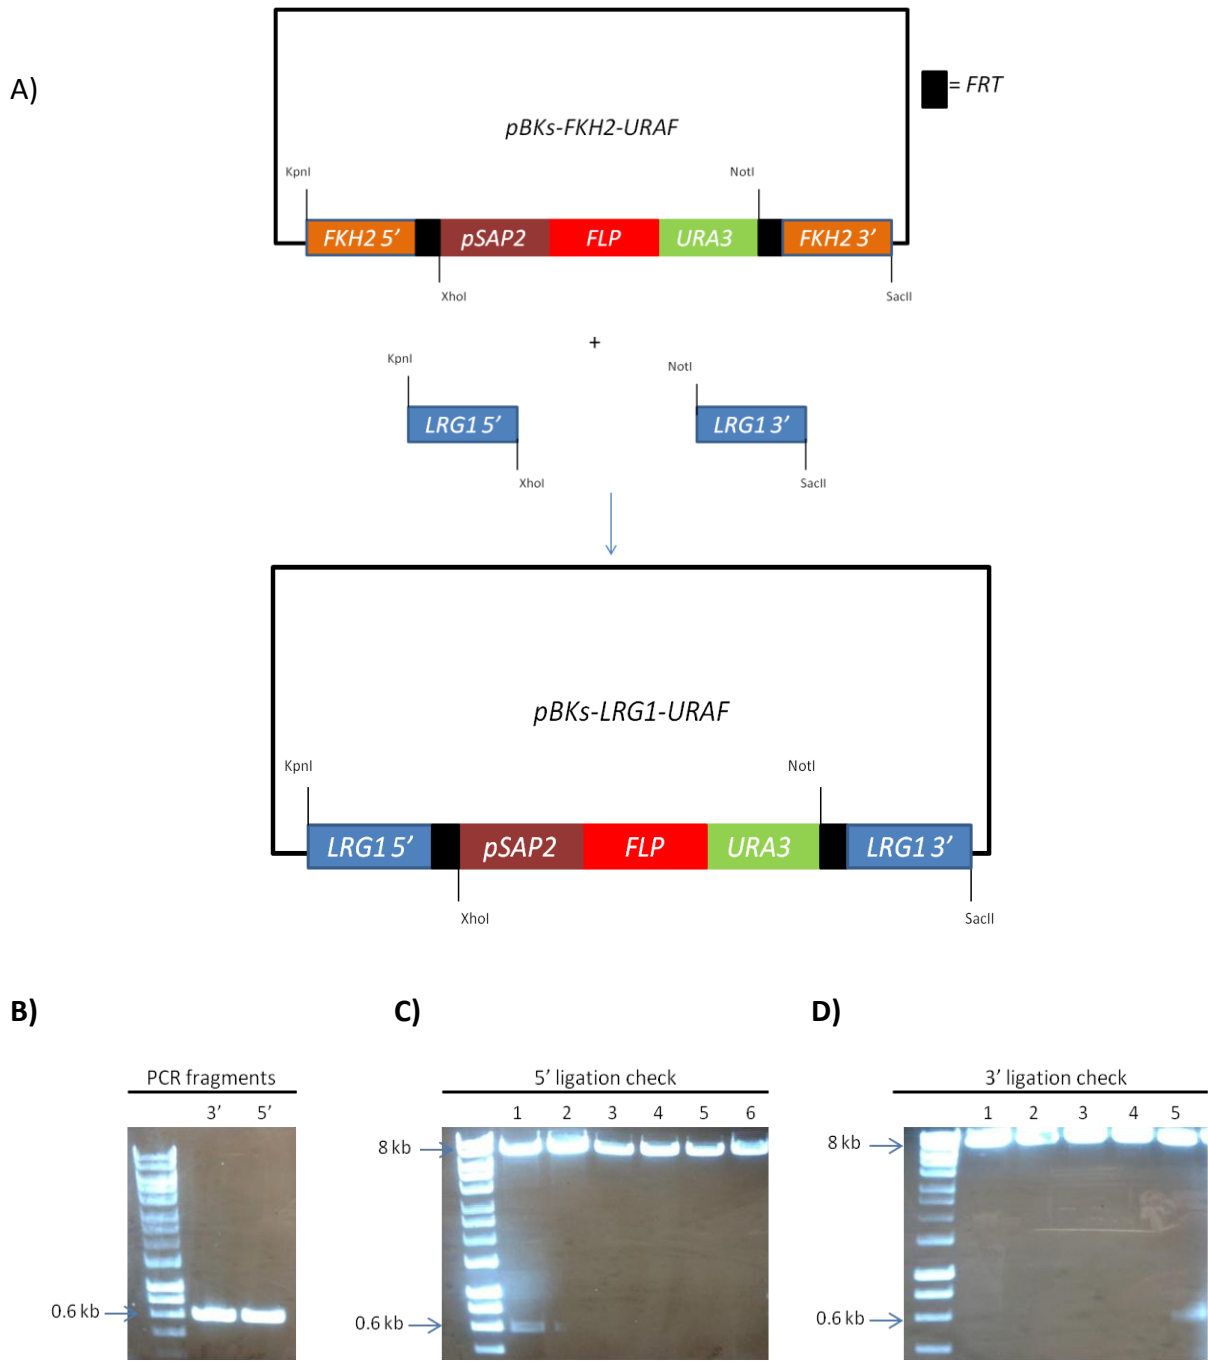 A)
= FRT
pBKs-FKH2-URAF
KpnI
NotI
FKH2 5’ pSAP2 FLP URA3 FKH2 3’
XhoI
SacII
+
KpnI
NotI
LRG1 5’
LRG1 3’
XhoI
SacII
pBKs-LRG1-URAF
KpnI
NotI
LRG1 5’ pSAP2 FLP URA3 LRG1 3’
XhoI
SacII
B)
PCR fragments
3’ 5’
0.6 kb
C)
5’ ligation check
1 2 3 4 5 6
8 kb
0.6 kb
D)
3’ ligation check
1 2 3 4 5
8 kb
0.6 kb